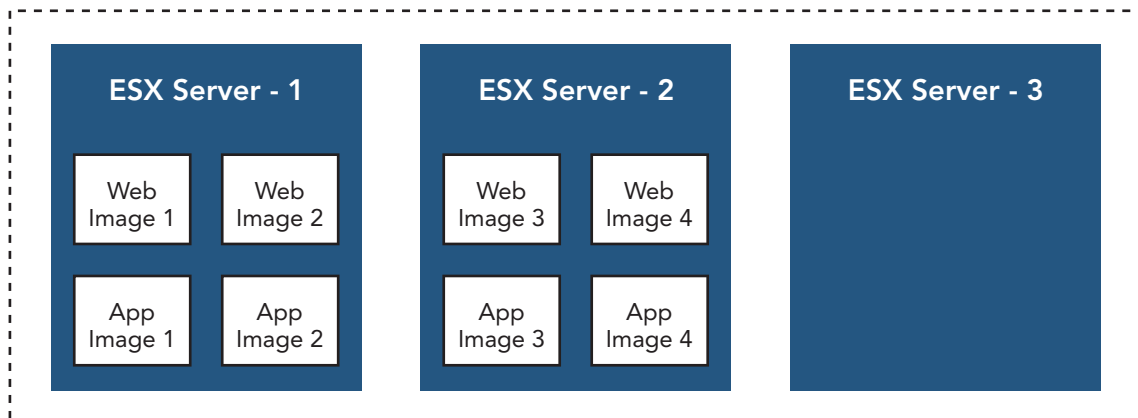 ESX Server - 1
Web
Image 1
Web
Image 2
App
Image 1
App
Image 2
ESX Server - 2
Web
Image 3
Web
Image 4
App
Image 3
App
Image 4
ESX Server - 3